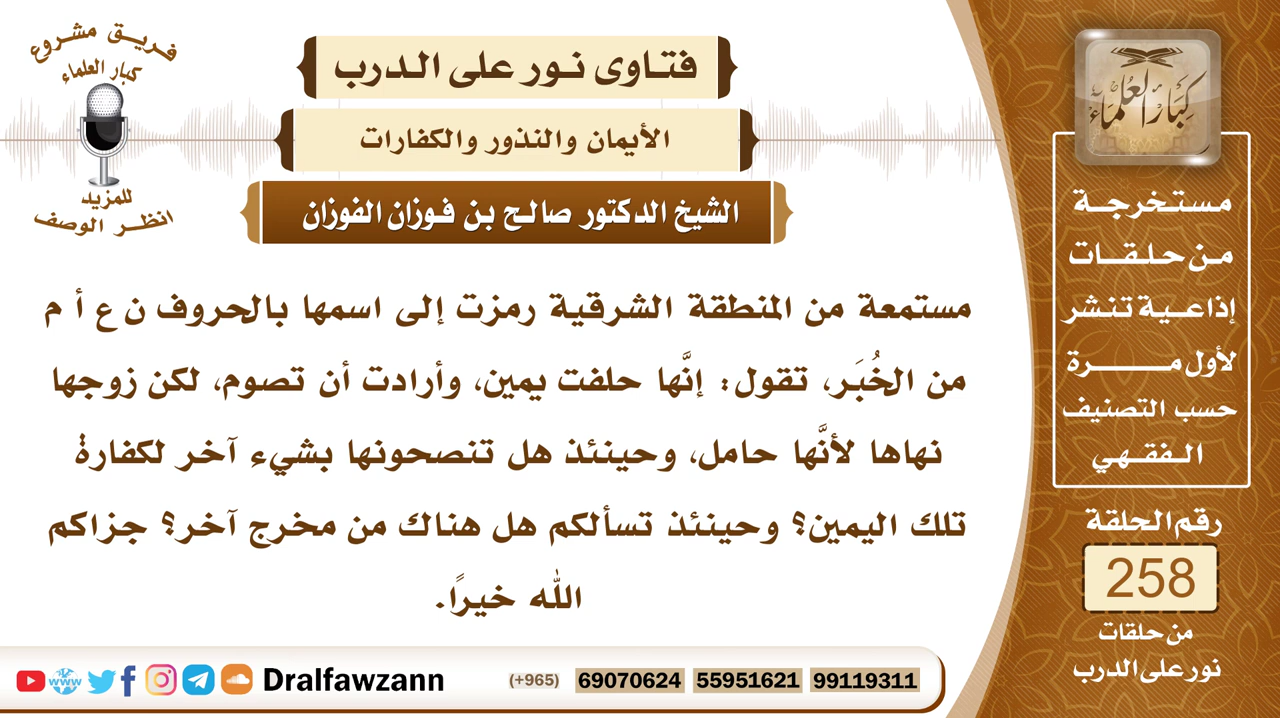 فريق مشروع
كبار العلماء
للمزيد
انظر الوصف
فتاوى نور على الدرب
الأيمان والنذور والكفارات
الشيخ الدكتور صالح بن فوزان الفوزان
مستمعة من المنطقة الشرقية رمزت إلى اسمها بالحروف ن ع أ م
من الخُبَر، تقول: إنَّها حلفت يمين، وأرادت أن تصوم، لكن زوجها
نهاها لأنَّها حامل، وحينئذ هل تنصحونها بشيء آخر لكفارة
تلك اليمين؟ وحينئذ تسألكم هل هناك من مخرج آخر؟ جزاكم
الله خيرًا.
كبار العلماء
مستخرجة
من حلقات
إذاعية تنشر
لأول مرة
حسب التصنيف
الفقهي
رقم الحلقة
258
من حلقات
نور على الدرب
www Dralfawzann (+965) 69070624 55951621 99119311